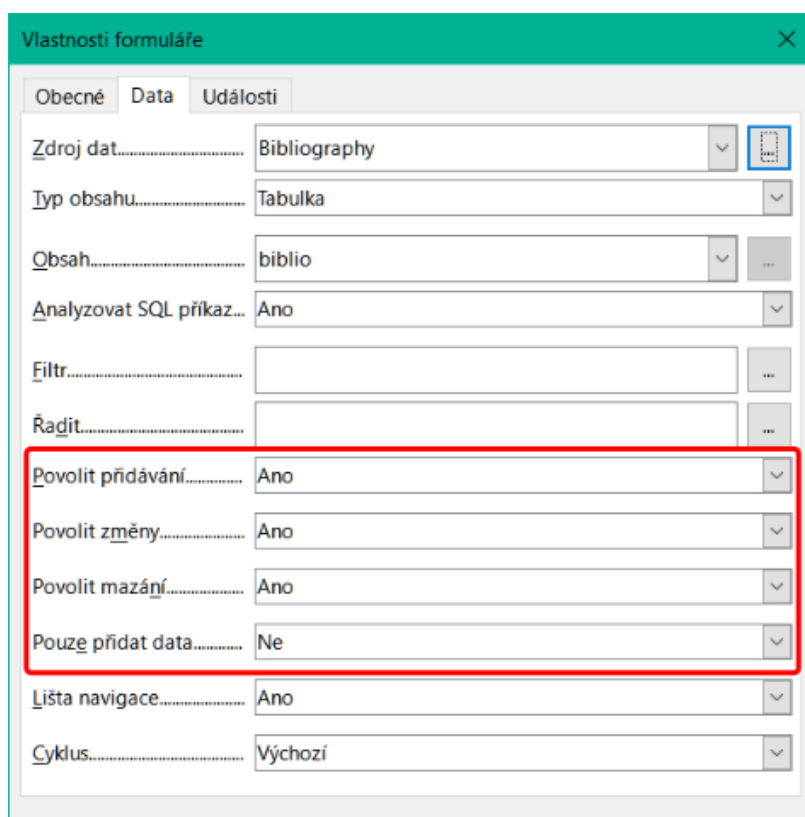 Vlastnosti formuláře
Obecné Data Události
Zdroj dat Bibliography
Typ obsahu Tabulka
Obsah biblio
Analyzovat SQL příkaz... Ano
Filtr
Řadit
Povolit přidávání Ano
Povolit změny Ano
Povolit mazání Ano
Pouze přidat data Ne
Lišta navigace Ano
Cyklus Výchozí